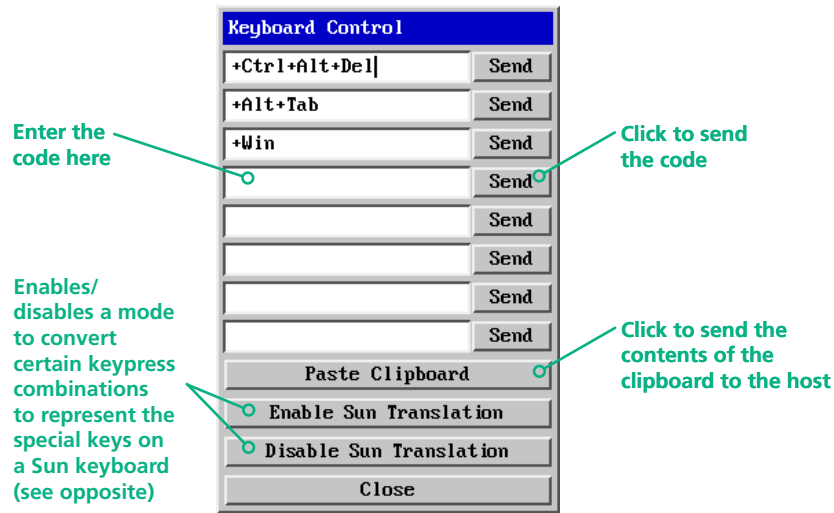 Keyboard Control
+Ctrl+Alt+Del
Send
+Alt+Tab
Send
+Win
Send
Send
Send
Send
Send
Send
Paste Clipboard
Enable Sun Translation
Disable Sun Translation
Close
Enter the
code here
Enables/
disables a mode
to convert
certain keypress
combinations
to represent the
special keys on
a Sun keyboard
(see opposite)
Click to send
the code
Click to send the
contents of the
clipboard to the host